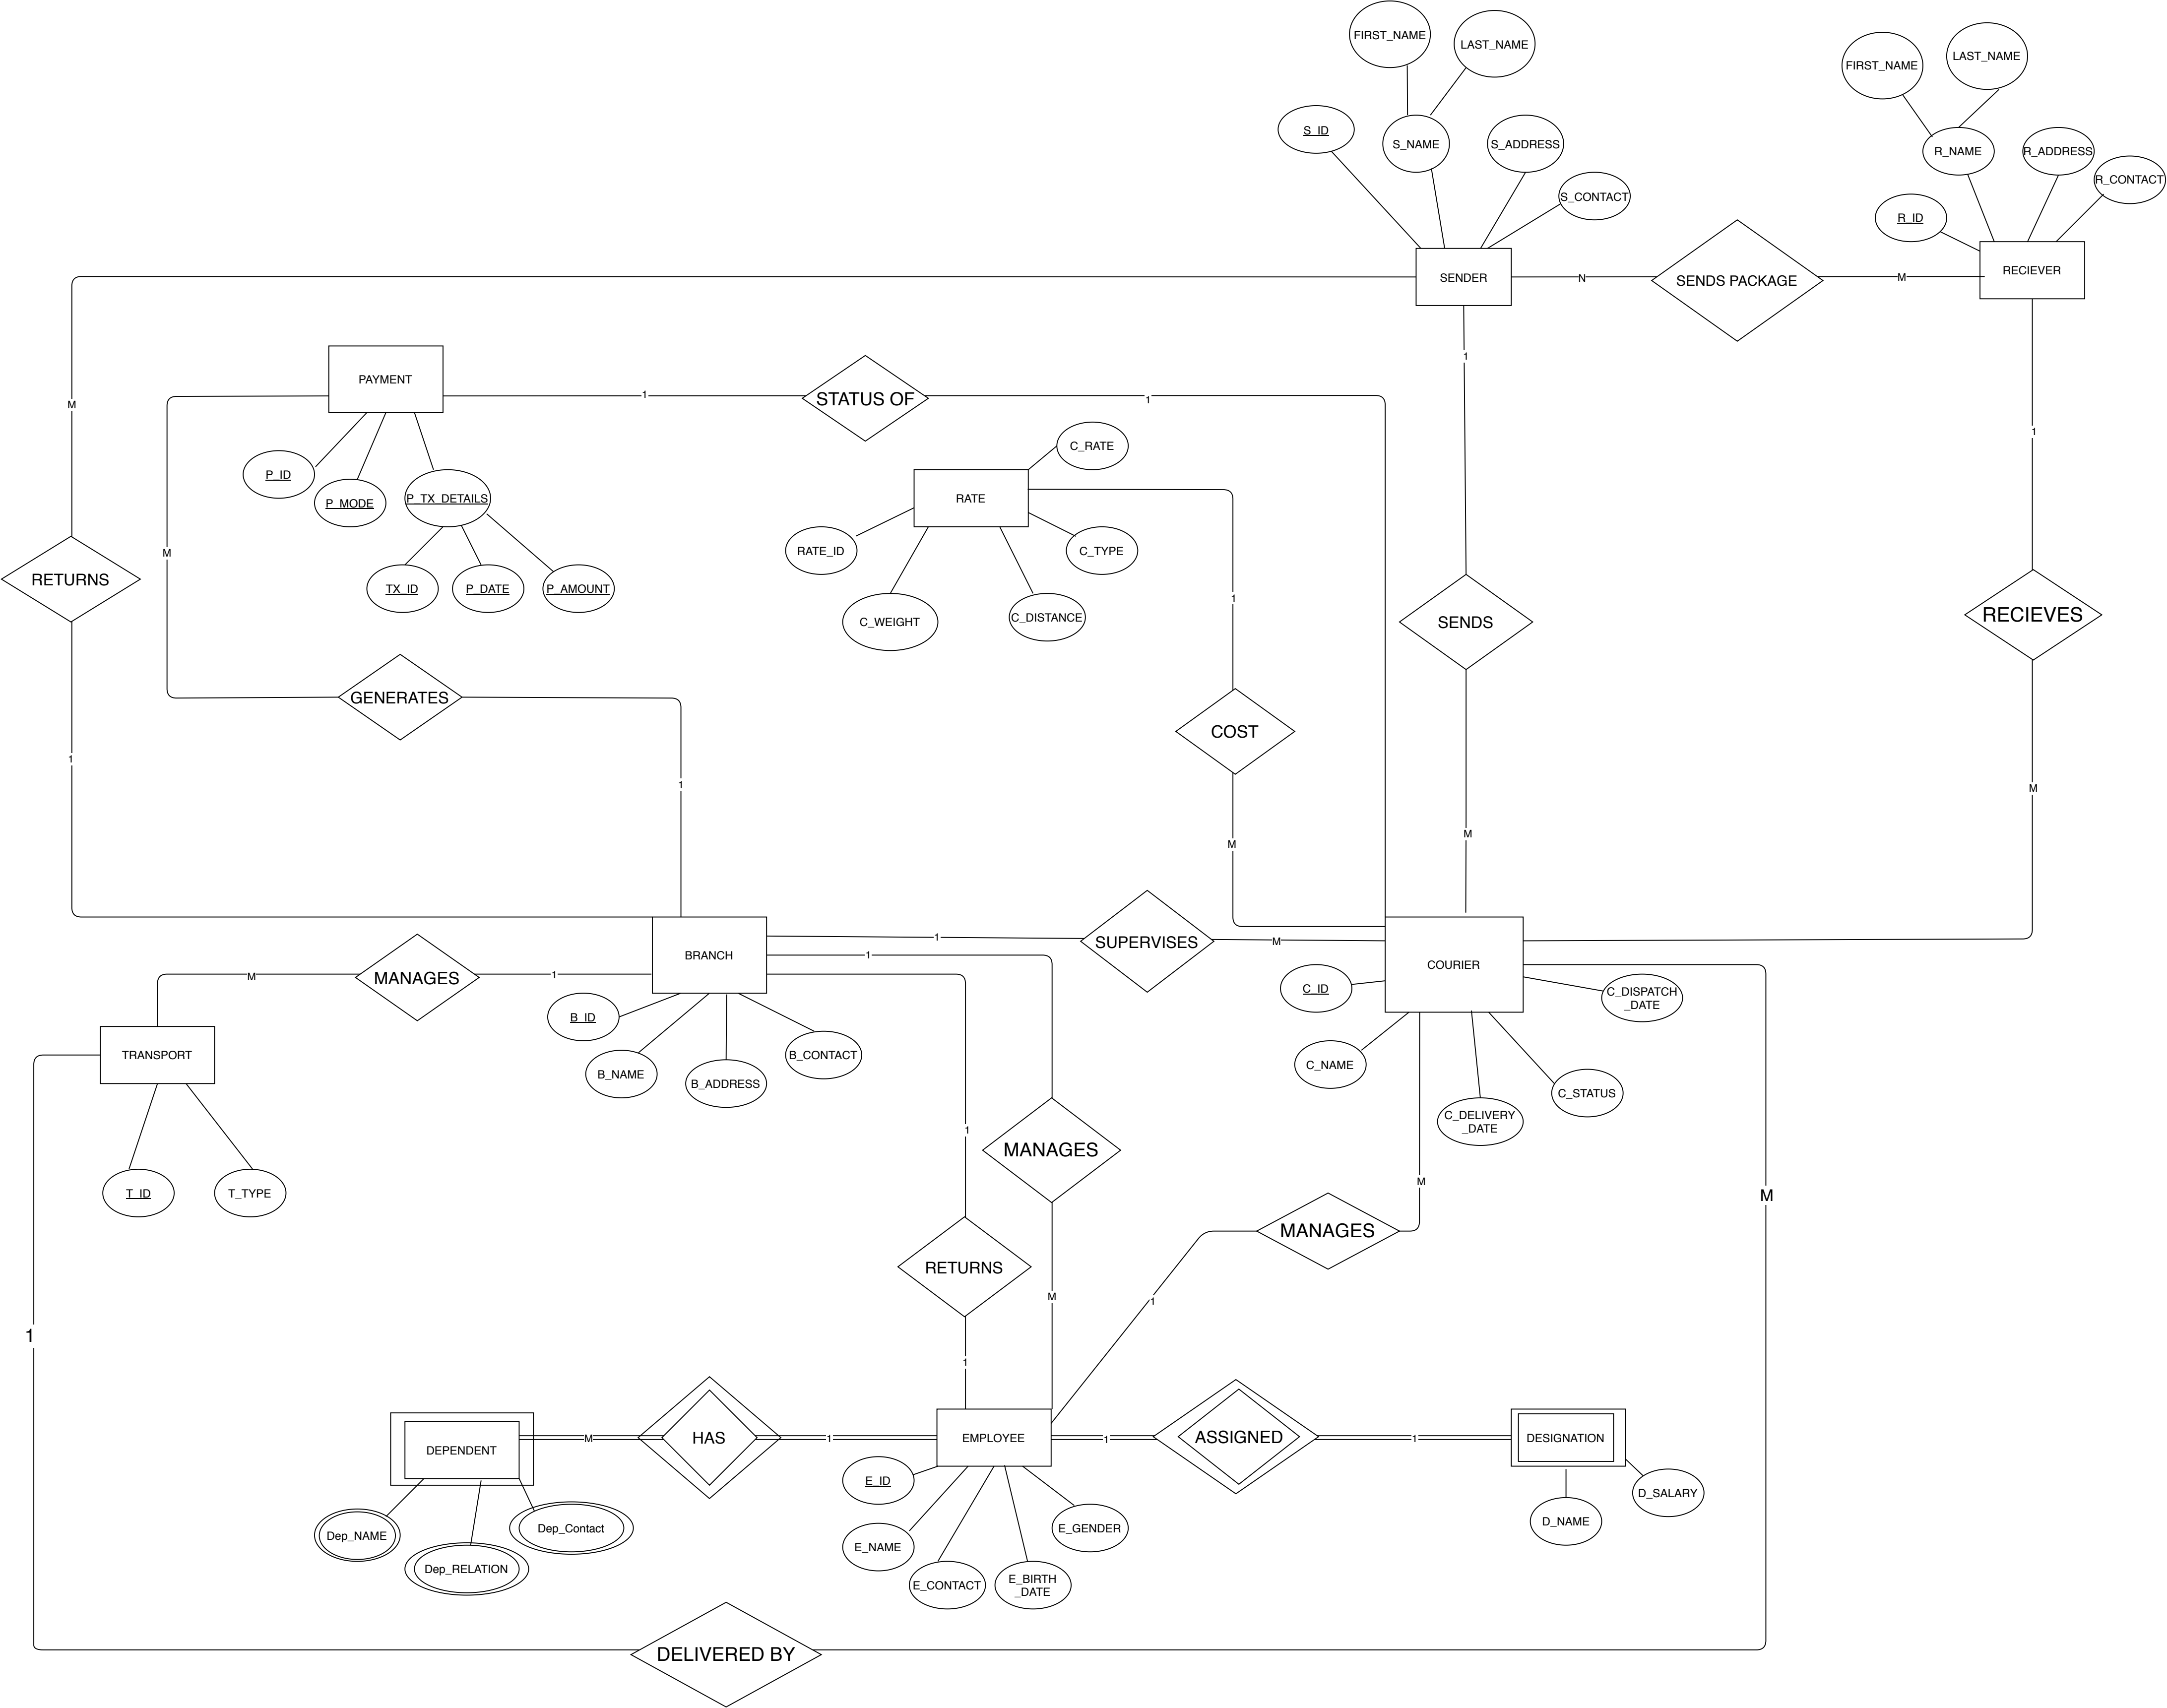 FIRST_NAME
LAST_NAME
FIRST_NAME
LAST_NAME
S_ID
S_NAME
S_ADDRESS
R_NAME
R_ADDRESS
S_CONTACT
R_CONTACT
R_ID
SENDER
N
SENDS PACKAGE
M
RECIEVER
1
PAYMENT
1
STATUS OF
1
M
1
C_RATE
P_ID
P_MODE
P_TX_DETAILS
RATE
RATE_ID
C_TYPE
M
RETURNS
TX_ID
P_DATE
P_AMOUNT
1
C_WEIGHT
C_DISTANCE
SENDS
RECIEVES
GENERATES
COST
1
1
M
M
M
1
SUPERVISES
M
BRANCH
1
COURIER
M
MANAGES
1
C_ID
C_DISPATCH
_DATE
B_ID
B_NAME
B_ADDRESS
B_CONTACT
TRANSPORT
C_NAME
C_STATUS
C_DELIVERY
_DATE
1
MANAGES
M
M
T_ID
T_TYPE
MANAGES
RETURNS
M
1
1
1
DEPENDENT
M
HAS
1
EMPLOYEE
1
ASSIGNED
1
DESIGNATION
E_ID
D_SALARY
Dep_NAME
Dep_Contact
E_NAME
E_GENDER
D_NAME
Dep_RELATION
E_CONTACT
E_BIRTH
_DATE
DELIVERED BY